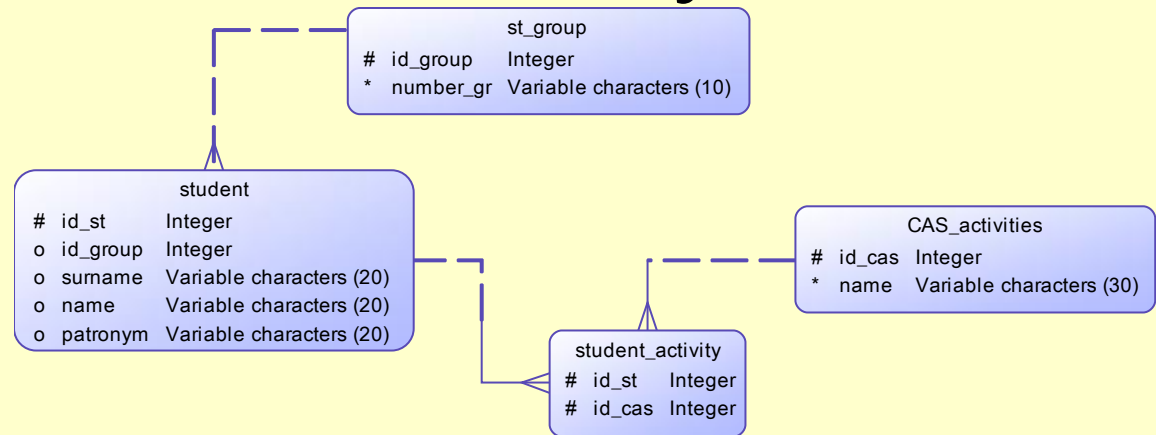 st_group
# id_group Integer
* number_gr Variable characters (10)
student
# id_st Integer
o id_group Integer
o surname Variable characters (20)
o name Variable characters (20)
o patronym Variable characters (20)
CAS_activities
# id_cas Integer
* name Variable characters (30)
student_activity
# id_st Integer
# id_cas Integer